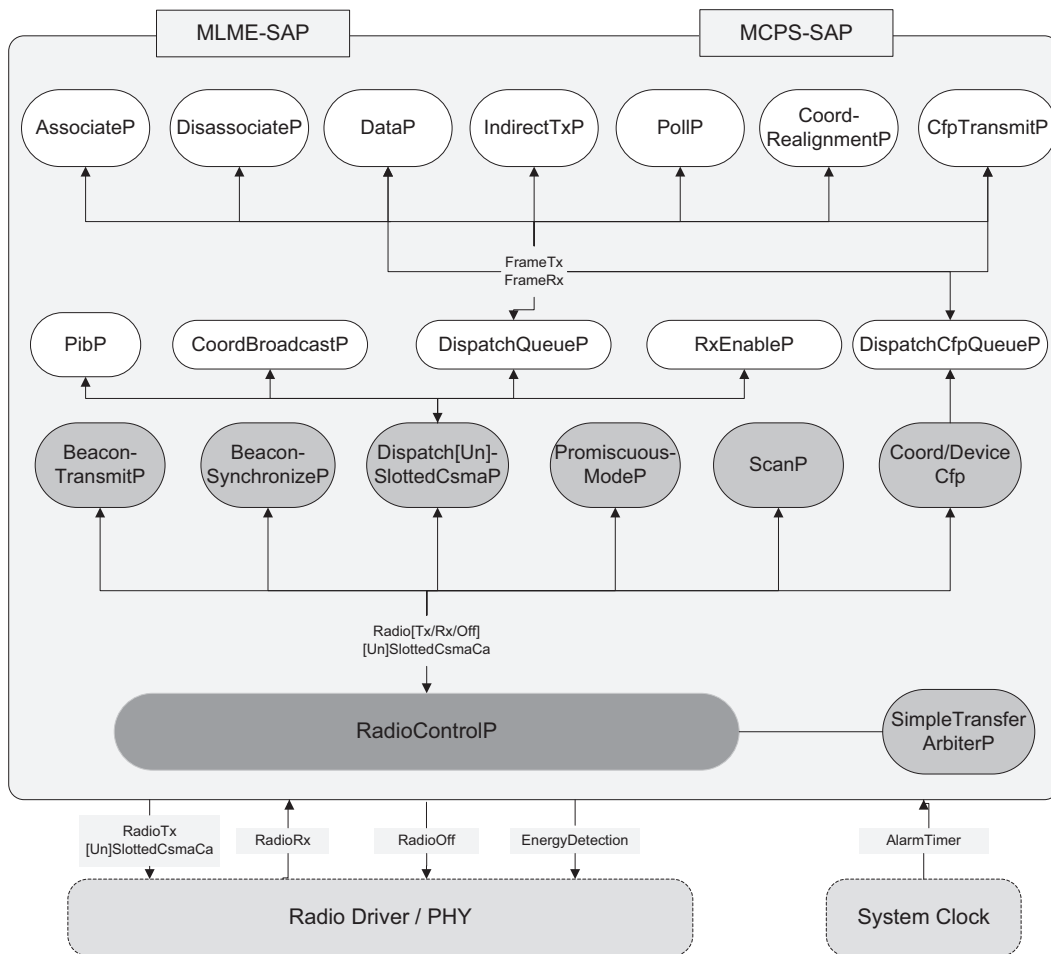 MLME-SAP
MCPS-SAP
AssociateP
DisassociateP
DataP
IndirectTxP
PollP
Coord-
RealignmentP
CfpTransmitP
FrameTx
FrameRx
PibP
CoordBroadcastP
DispatchQueueP
RxEnableP
DispatchCfpQueueP
Beacon-
TransmitP
Beacon-
SynchronizeP
Dispatch[Un]-
SlottedCsmaP
Promiscuous-
ModeP
ScanP
Coord/Device
Cfp
Radio[Tx/Rx/Off]
[Un]SlottedCsmaCa
RadioControlP
SimpleTransfer
ArbiterP
RadioTx
[Un]SlottedCsmaCa
RadioRx
RadioOff
EnergyDetection
AlarmTimer
Radio Driver / PHY
System Clock